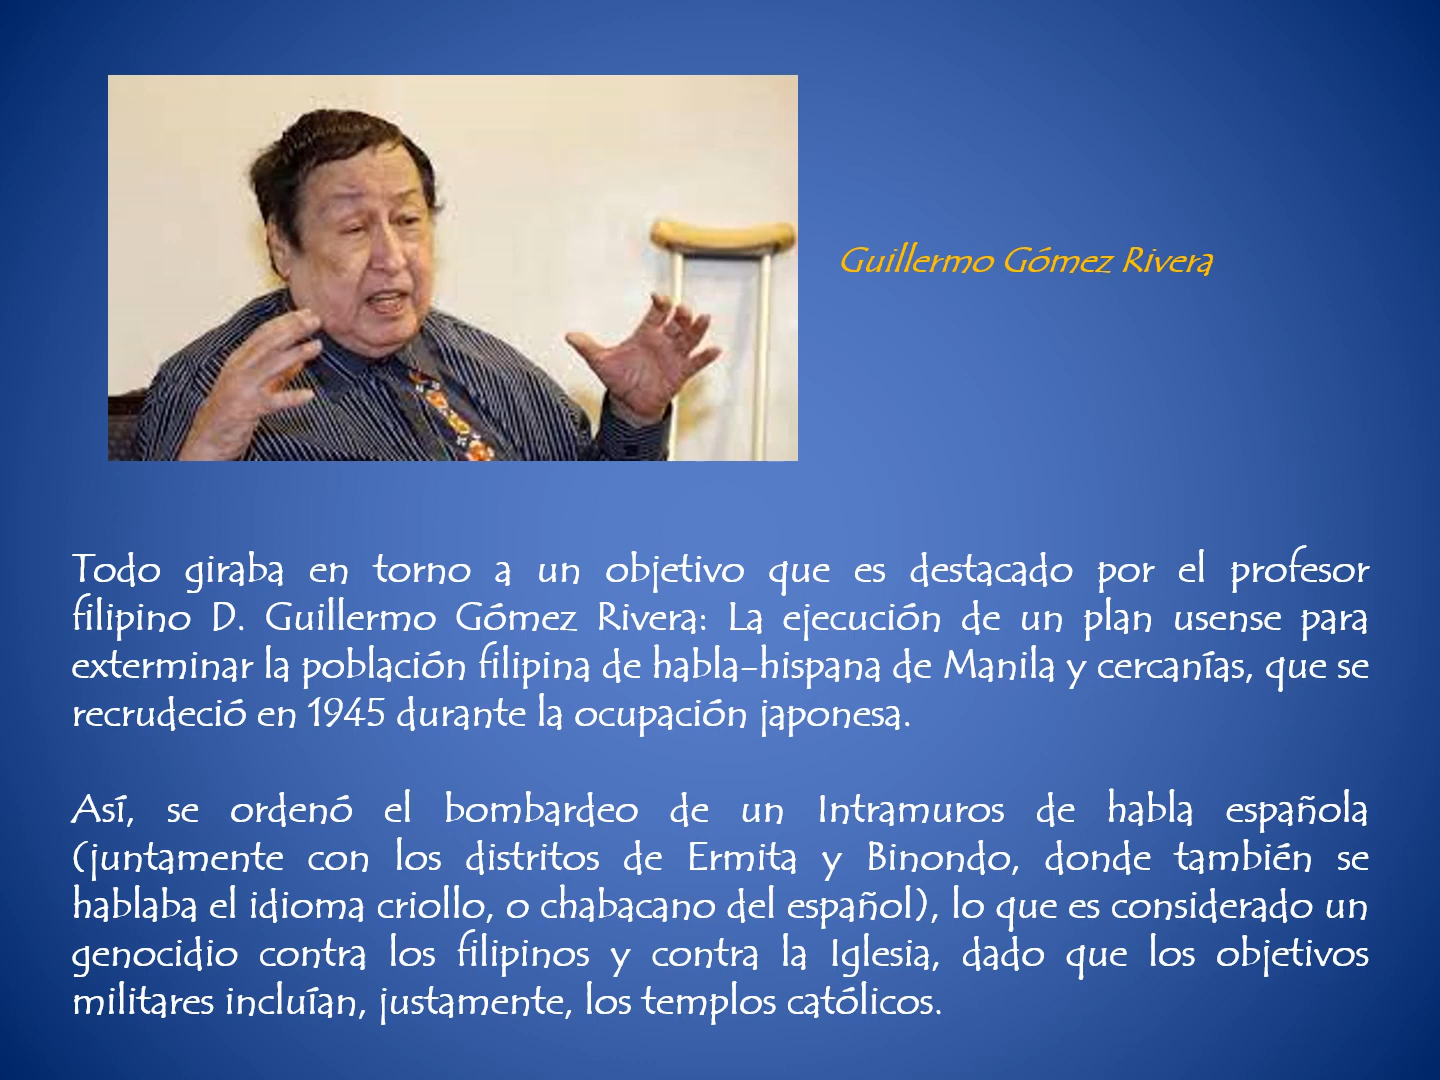 Guillermo Gómez Rivera
Todo giraba en torno a un objetivo que es destacado por el profesor
filipino D. Guillermo Gómez Rivera: La ejecución de un plan usense para
exterminar la población filipina de habla-hispana de Manila y cercanías, que se
recrudeció en 1945 durante la ocupación japonesa.
Así, se ordenó el bombardeo de un Intramuros de habla española
(juntamente con los distritos de Ermita y Binondo, donde también se
hablaba el idioma criollo, o chabacano del español), lo que es considerado un
genocidio contra los filipinos y contra la Iglesia, dado que los objetivos
militares incluían, justamente, los templos católicos.